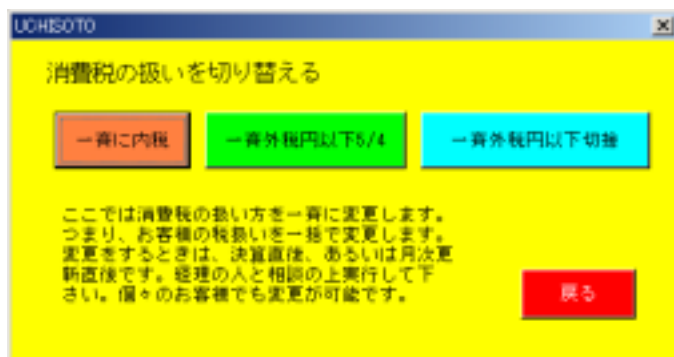 UCHISOTO
消費税の扱いを切り替える
一斉に内税
一斉外税円以下5/4
一斉外税円以下切捨
ここでは消費税の扱い方を一斉に変更します。
つまり、お客様の税扱いを一括で変更します。
変更をするときは、決算直後、あるいは月次更
新直後です。経理の人と相談の上実行して下
さい。個々のお客様でも変更が可能です。
戻る